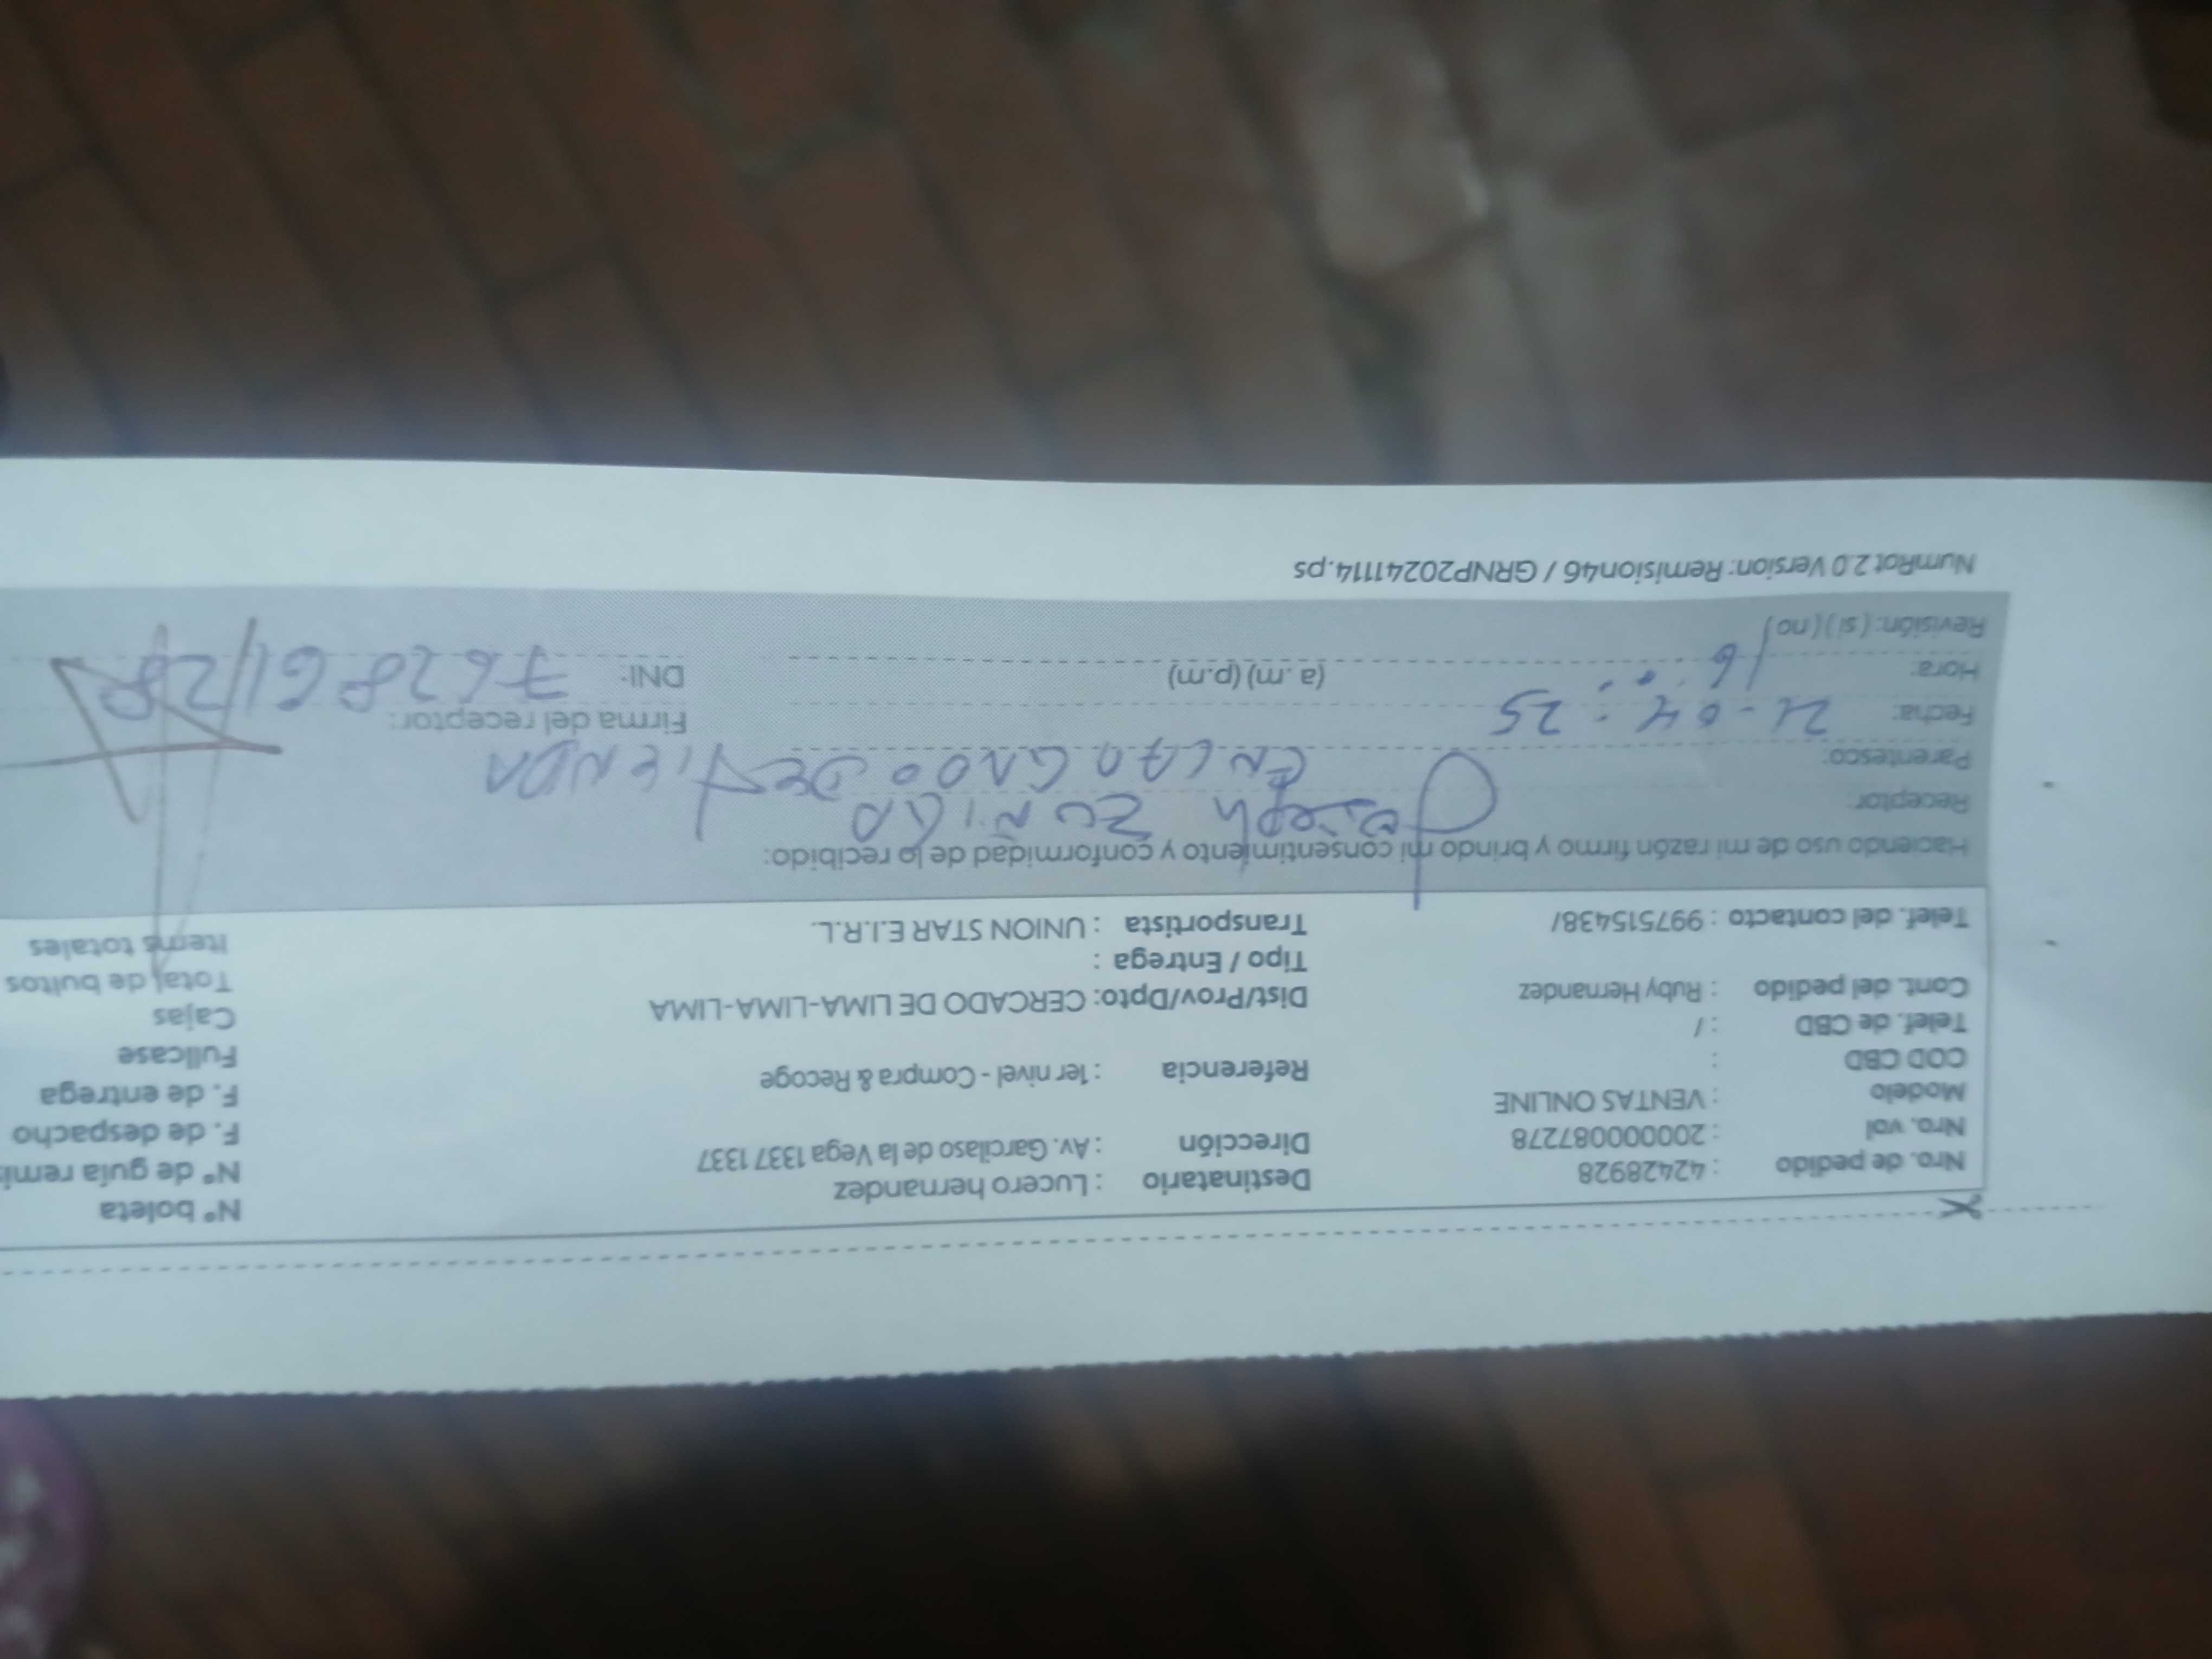 Nro. de pedido : 42428928 Destinatario : Lucero hernandez N° boleta
Nro. val : 200000087278 Dirección : Av. Garcilaso de la Vega 1337 1337 N° de guía remis
Modelo : VENTAS ONLINE F. de despacho
COD CBD : Referencia : 1er nivel - Compra & Recoge F. de entrega
Telef. de CBD : / Fullcase
Cont. del pedido : Ruby Hernandez Dist/Prov/Dpto: CERCADO DE LIMA-LIMA-LIMA Cajas
Tipo / Entrega : Total de bultos
Telef. del contacto : 997515438/ Transportista : UNION STAR E.I.R.L. Items totales
Haciendo uso de mi razón firmo y brindo mi consentimiento y conformidad de lo recibido:
Receptor: Joseph ZUÑIGA
Parentesco: ENCARGADO DE TIENDA
Fecha: 21-04-25 Firma del receptor:
Hora: 16 : (a.m) (p.m) DNI:
Revisión: (si) (no)
NumRot 2.0 Version: Remision46 / GRNP20241114.ps